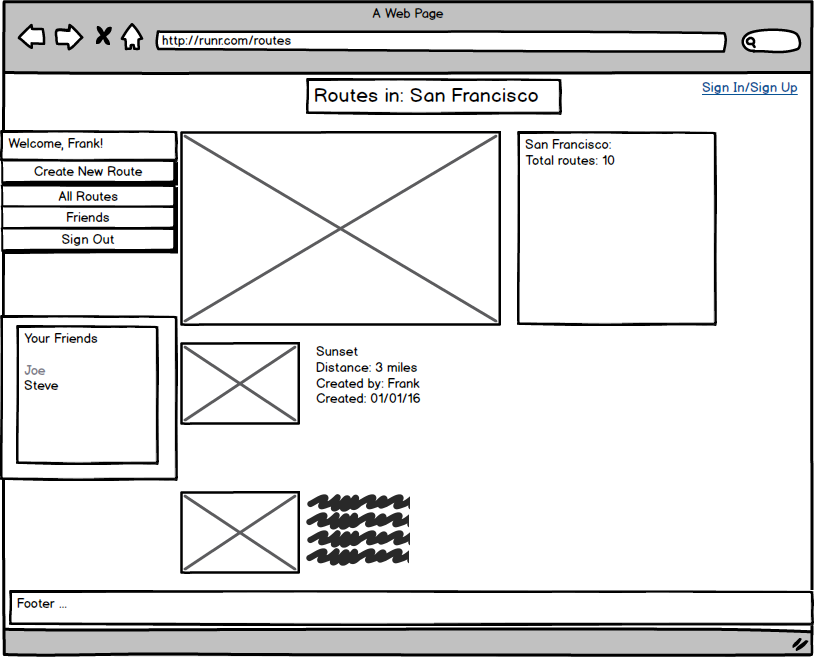 A Web Page
http://runr.com/routes
Sign In/Sign Up
Routes in: San Francisco
Welcome, Frank!
Create New Route
All Routes
Friends
Sign Out
San Francisco:
Total routes: 10
Your Friends
Joe
Steve
Sunset
Distance: 3 miles
Created by: Frank
Created: 01/01/16
Footer ...